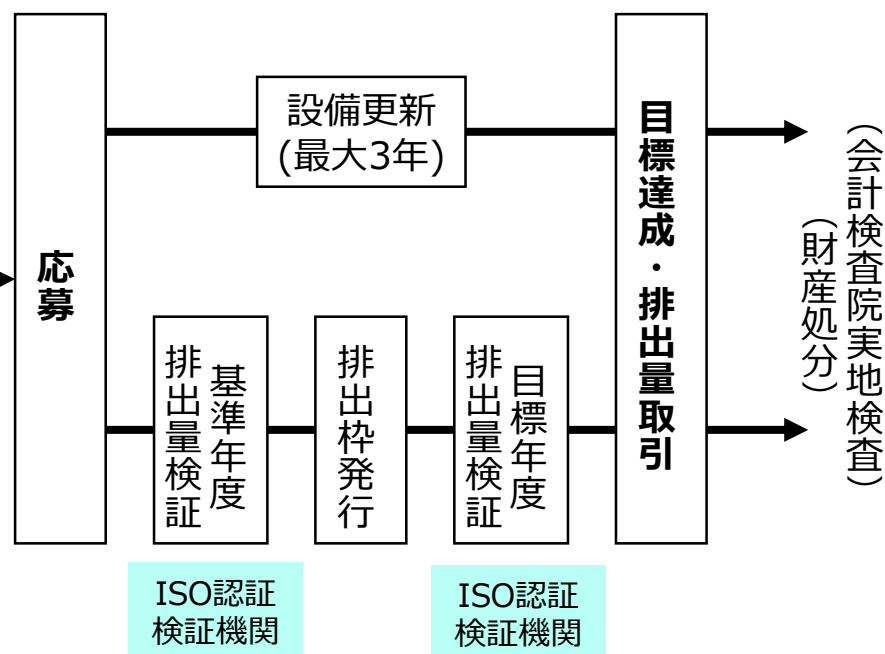 応募
設備更新
(最大3年)
基準年度
排出量検証
排出枠発行
目標年度
排出量検証
目標達成・排出量取引
（会計検査院実地検査）
（財産処分）
ISO認証
検証機関
ISO認証
検証機関